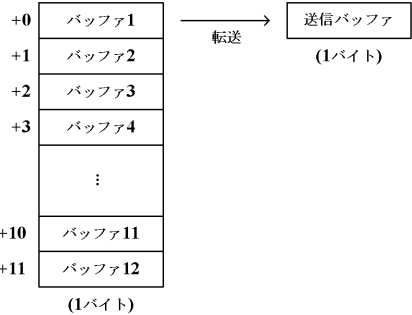 +0 バッファ1
転送
送信バッファ
(1バイト)
+1 バッファ2
+2 バッファ3
+3 バッファ4
⋮
+10 バッファ11
+11 バッファ12
(1バイト)